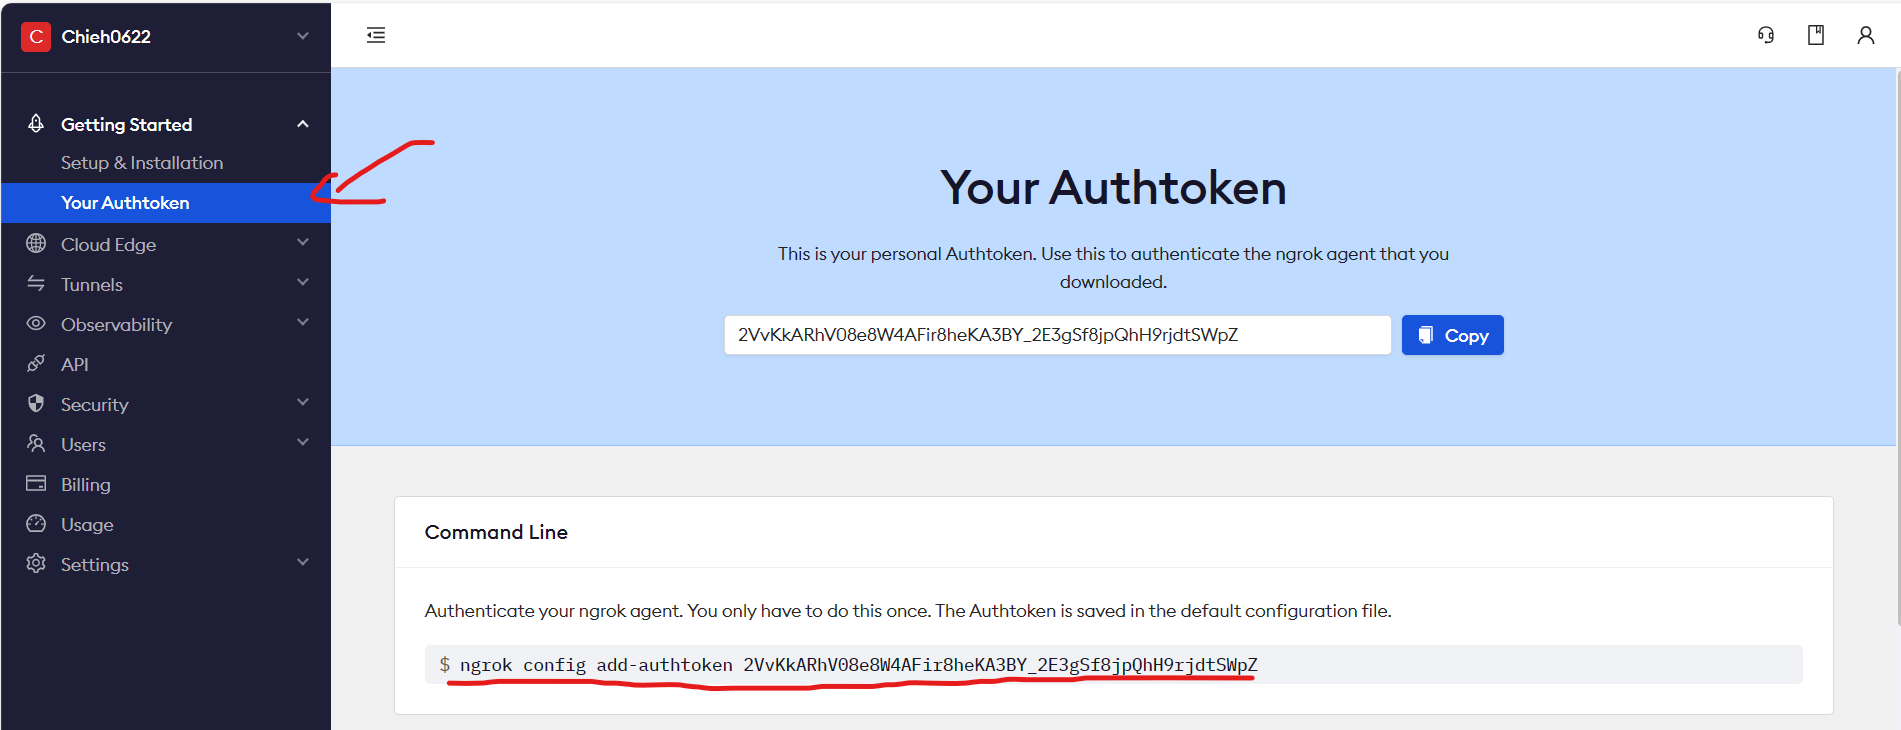 C Chieh0622
Getting Started
Setup & Installation
Your Authtoken
Cloud Edge
Tunnels
Observability
API
Security
Users
Billing
Usage
Settings
Your Authtoken
This is your personal Authtoken. Use this to authenticate the ngrok agent that you
downloaded.
2VvKkARhV08e8W4AFir8heKA3BY_2E3gSf8jpQhH9rjdtSWpZ
Copy
Command Line
Authenticate your ngrok agent. You only have to do this once. The Authtoken is saved in the default configuration file.
$ ngrok config add-authtoken 2VvKkARhV08e8W4AFir8heKA3BY_2E3gSf8jpQhH9rjdtSWpZ